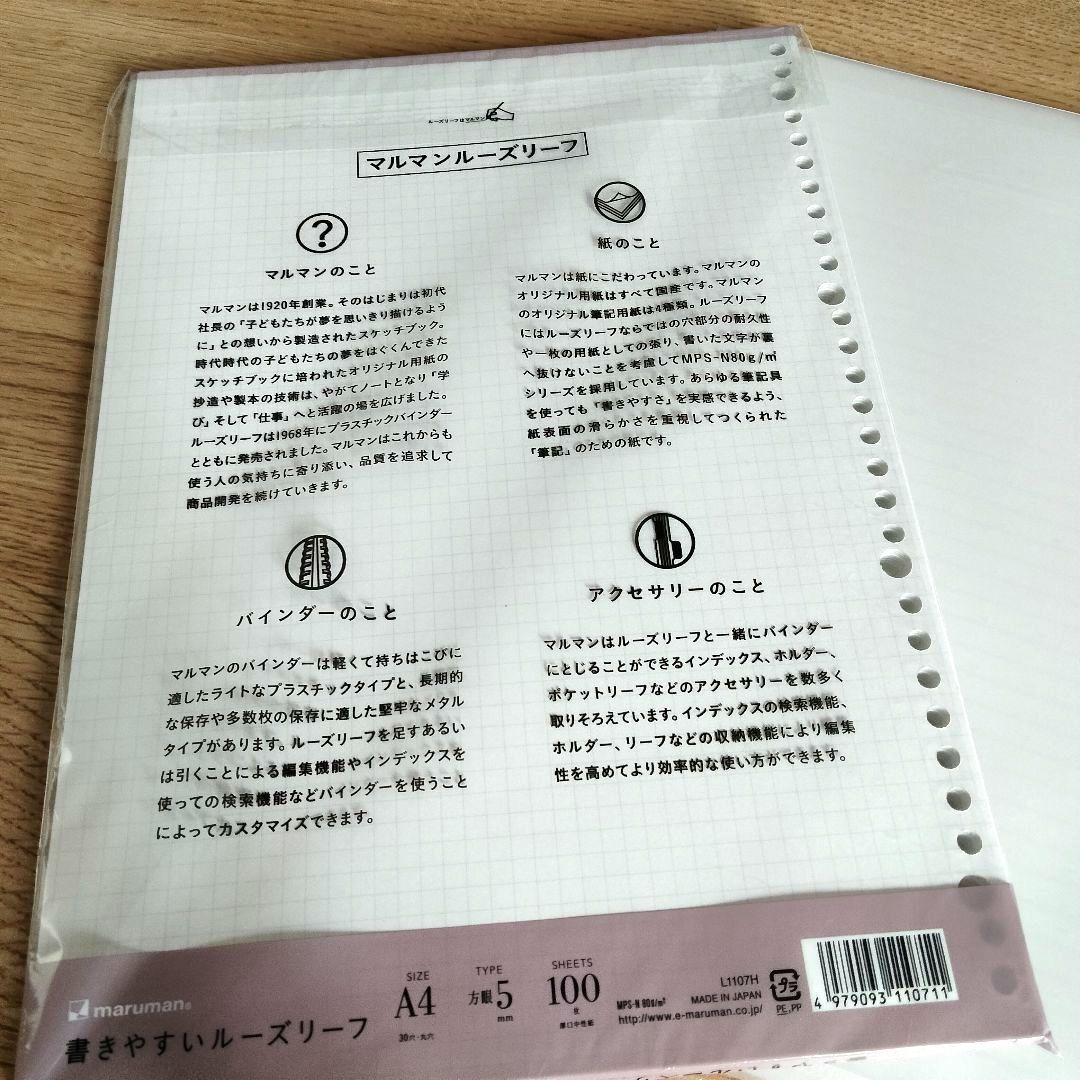 ルーズリーフはマルマン
マルマンルーズリーフ
マルマンのこと
マルマンは1920年創業。そのはじまりは初代
社長の「子どもたちが夢を思いきり描けるよう
に」との想いから製造されたスケッチブック。
時代時代の子どもたちの夢をはぐくんできた
スケッチブックに培われたオリジナル用紙の
抄造や製本の技術は、やがてノートとなり「学
び」そして「仕事」へと活躍の場を広げました。
ルーズリーフは1968年にプラスチックバインダー
とともに発売されました。マルマンはこれからも
使う人の気持ちに寄り添い、品質を追求して
商品開発を続けていきます。
紙のこと
マルマンは紙にこだわっています。マルマンの
オリジナル用紙はすべて国産です。マルマン
のオリジナル筆記用紙は4種類。ルーズリーフ
にはルーズリーフならではの穴部分の耐久性
や一枚の用紙としての張り、書いた文字が裏
へ抜けないことを考慮してMPS-N80g/㎡
シリーズを採用しています。あらゆる筆記具
を使っても「書きやすさ」を実感できるよう、
紙表面の滑らかさを重視してつくられた
「筆記」のための紙です。
バインダーのこと
マルマンのバインダーは軽くて持ちはこびに
適したライトなプラスチックタイプと、長期的
な保存や多数枚の保存に適した堅牢なメタル
タイプがあります。ルーズリーフを足すあるい
は引くことによる編集機能やインデックスを
使っての検索機能などバインダーを使うこと
によってカスタマイズできます。
アクセサリーのこと
マルマンはルーズリーフと一緒にバインダー
にとじることができるインデックス、ホルダー、
ポケットリーフなどのアクセサリーを数多く
取りそろえています。インデックスの検索機能、
ホルダー、リーフなどの収納機能により編集
性を高めてより効率的な使い方ができます。
maruman®
書きやすいルーズリーフ
SIZE
A4
30穴・丸穴
TYPE
方眼5
mm
SHEETS
100
枚
厚口中性紙
L1107H
MPS-N 80g/m² MADE IN JAPAN
http://www.e-maruman.co.jp/
プラ
PE,PP
4 979093 110711